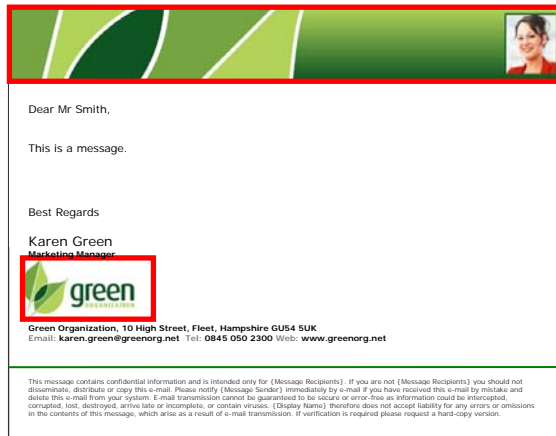 Dear Mr Smith,
This is a message.
Best Regards
Karen Green
Marketing Manager
green
ORGANIZATION
Green Organization, 10 High Street, Fleet, Hampshire GU54 5UK
Email: karen.green@greenorg.net Tel: 0845 050 2300 Web: www.greenorg.net
This message contains confidential information and is intended only for {Message Recipients}. If you are not {Message Recipients} you should not
disseminate, distribute or copy this e-mail. Please notify {Message Sender} immediately by e-mail if you have received this e-mail by mistake and
delete this e-mail from your system. E-mail transmission cannot be guaranteed to be secure or error-free as information could be intercepted,
corrupted, lost, destroyed, arrive late or incomplete, or contain viruses. {Display Name} therefore does not accept liability for any errors or omissions
in the contents of this message, which arise as a result of e-mail transmission. If verification is required please request a hard-copy version.